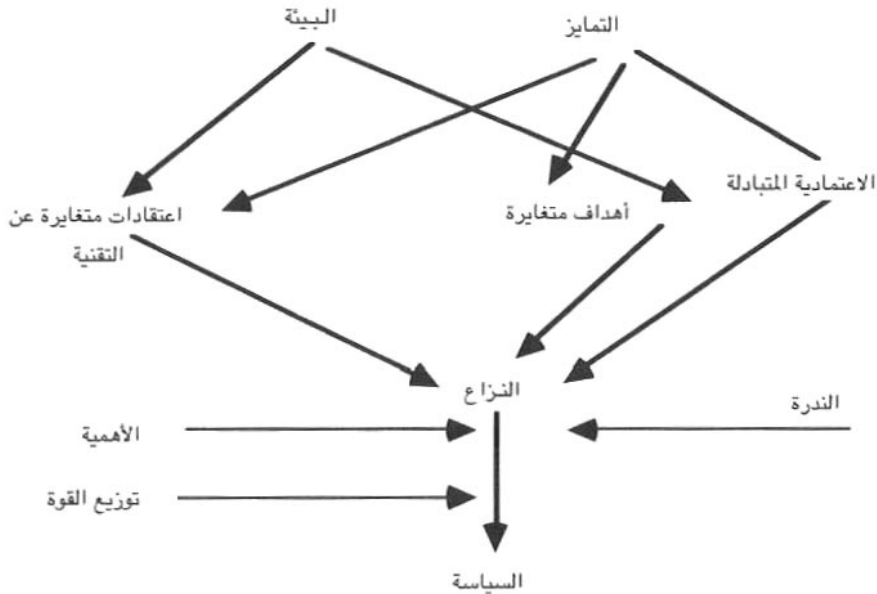 البيئة
التمايز
الاعتمادية المتبادلة
أهداف متغايرة
اعتقادات متغايرة عن
التقنية
النزاع
الندرة
الأهمية
توزيع القوة
السياسة